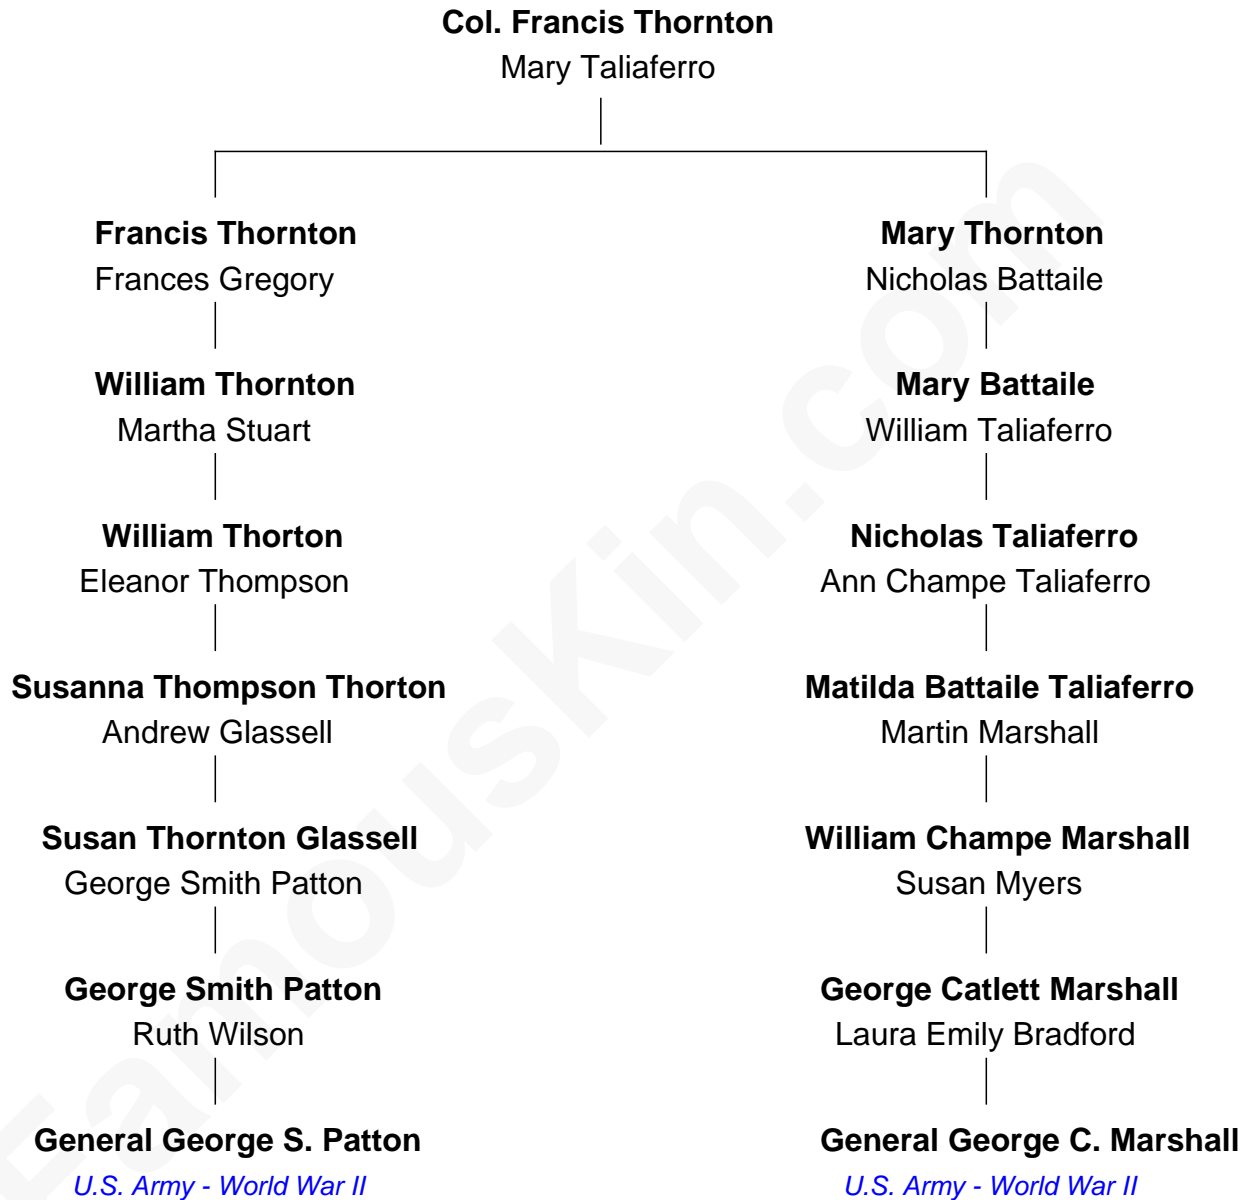 Col. Francis Thornton
Mary Taliaferro
Francis Thornton
Frances Gregory
Mary Thornton
Nicholas Battaile
William Thornton
Martha Stuart
Mary Battaile
William Taliaferro
William Thorton
Eleanor Thompson
Nicholas Taliaferro
Ann Champe Taliaferro
Susanna Thompson Thorton
Andrew Glassell
Matilda Battaile Taliaferro
Martin Marshall
Susan Thornton Glassell
George Smith Patton
William Champe Marshall
Susan Myers
George Smith Patton
Ruth Wilson
George Catlett Marshall
Laura Emily Bradford
General George S. Patton
U.S. Army - World War II
General George C. Marshall
U.S. Army - World War II
FamousKin.com